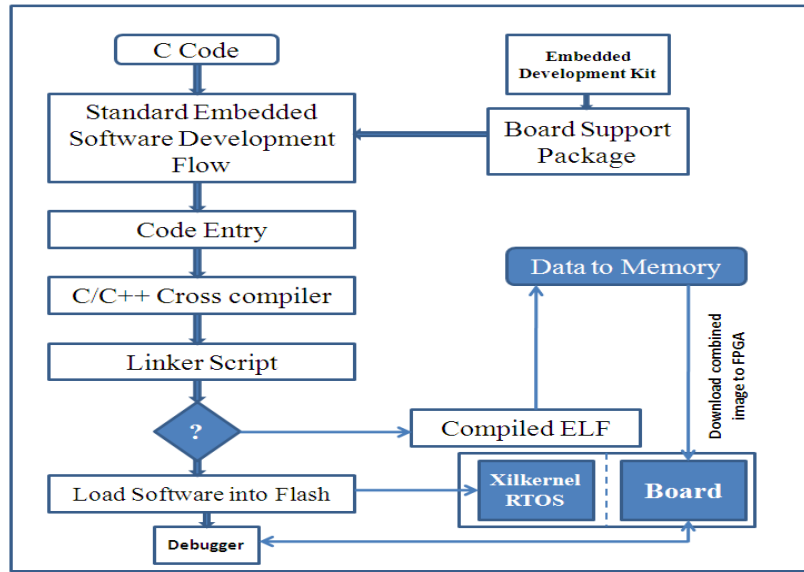 C Code
Embedded
Development Kit
Standard Embedded
Software Development
Flow
Board Support
Package
Code Entry
Data to Memory
C/C++ Cross compiler
Linker Script
Download combined
image to FPGA
?
Compiled ELF
Load Software into Flash
Xilkernel
RTOS
Board
Debugger